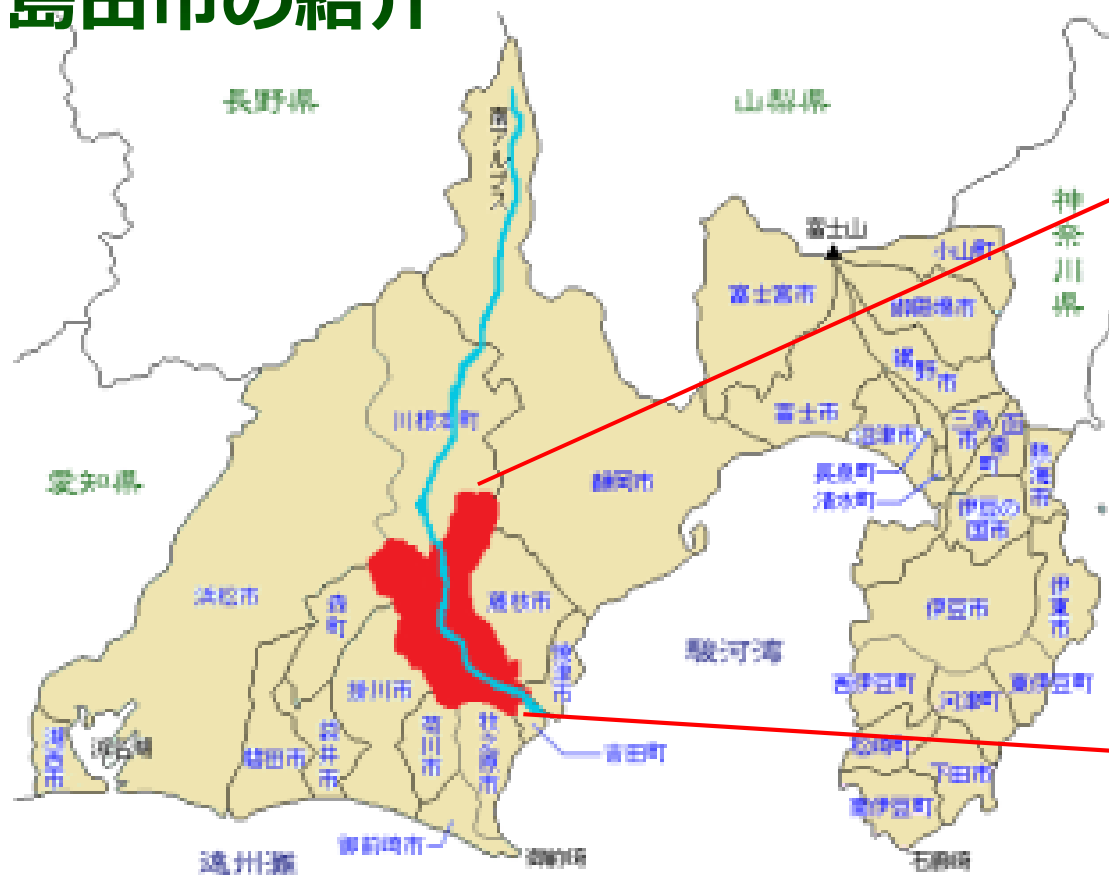 島田市の紹介
長野県
山梨県
神奈川県
南アルプス
富士山
小山町
富士宮市
御殿場市
裾野市
川根本町
富士市
沼津市
三島市
函南町
熱海市
愛知県
静岡市
長泉町
清水町
伊豆の国市
浜松市
森町
藤枝市
伊豆市
伊東市
駿河湾
焼津市
掛川市
西伊豆町
河津町
東伊豆町
湖西市
浜名湖
磐田市
袋井市
菊川市
牧之原市
吉田町
松崎町
下田市
南伊豆町
御前崎市
御前崎
石廊崎
遠州灘